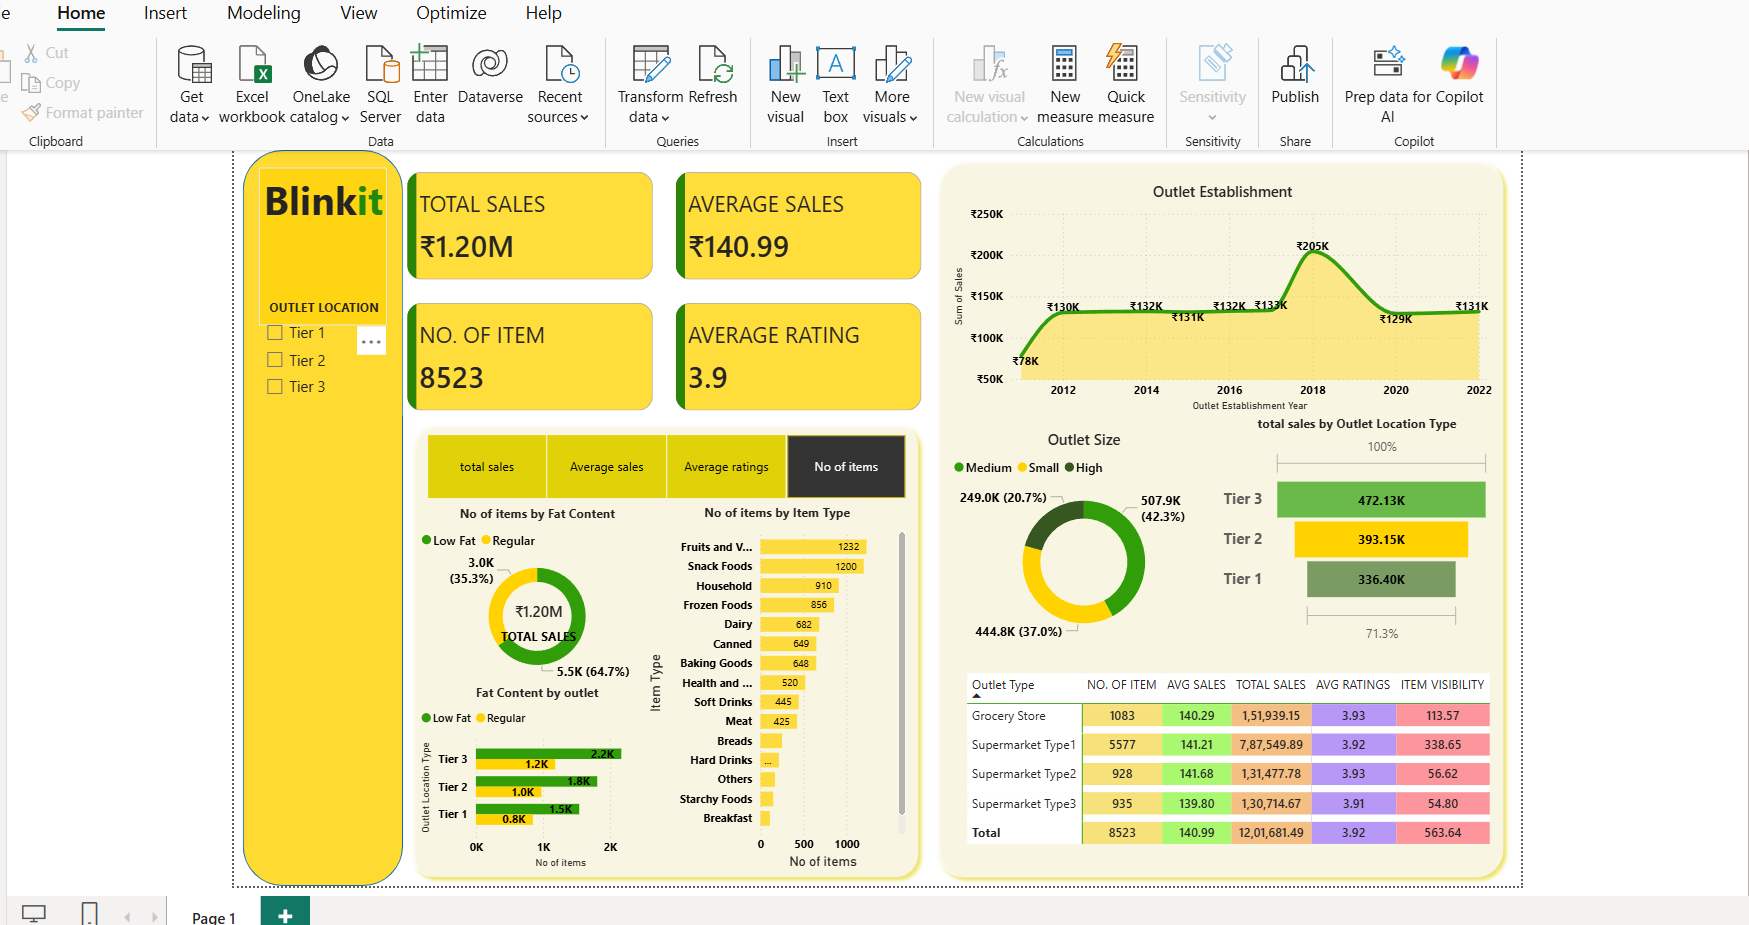 e
Home
Insert
Modeling
View
Optimize
Help
Cut
Copy
e
Format painter
Clipboard
Get data
Excel workbook
OneLake catalog
SQL Server
Enter data
Dataverse
Recent sources
Data
Transform data
Refresh
Queries
New visual
Text box
More visuals
Insert
New visual calculation
New measure
Quick measure
Calculations
Sensitivity
Sensitivity
Publish
Share
Prep data for AI
Copilot
Copilot
Blinkit
OUTLET LOCATION
Tier 1
Tier 2
Tier 3
TOTAL SALES
₹1.20M
AVERAGE SALES
₹140.99
NO. OF ITEM
8523
AVERAGE RATING
3.9
total sales
Average sales
Average ratings
No of items
No of items by Fat Content
Low Fat
Regular
3.0K
(35.3%)
₹1.20M
TOTAL SALES
5.5K (64.7%)
Fat Content by outlet
Low Fat
Regular
Outlet Location Type
Tier 3
2.2K
1.2K
Tier 2
1.8K
1.0K
Tier 1
1.5K
0.8K
0K
1K
2K
No of items
No of items by Item Type
Item Type
Fruits and V...
1232
Snack Foods
1200
Household
910
Frozen Foods
856
Dairy
682
Canned
649
Baking Goods
648
Health and ...
520
Soft Drinks
445
Meat
425
Breads
Hard Drinks
...
Others
Starchy Foods
Breakfast
0
500
1000
No of items
Outlet Establishment
Sum of Sales
₹250K
₹200K
₹150K
₹100K
₹50K
₹78K
₹130K
₹132K
₹131K
₹132K
₹133K
₹205K
₹129K
₹131K
2012
2014
2016
2018
2020
2022
Outlet Establishment Year
Outlet Size
Medium
Small
High
249.0K (20.7%)
507.9K
(42.3%)
444.8K (37.0%)
total sales by Outlet Location Type
100%
Tier 3
472.13K
Tier 2
393.15K
Tier 1
336.40K
71.3%
Outlet Type NO. OF ITEM AVG SALES TOTAL SALES AVG RATINGS ITEM VISIBILITY
Grocery Store 1083 140.29 1,51,939.15 3.93 113.57
Supermarket Type1 5577 141.21 7,87,549.89 3.92 338.65
Supermarket Type2 928 141.68 1,31,477.78 3.93 56.62
Supermarket Type3 935 139.80 1,30,714.67 3.91 54.80
Total 8523 140.99 12,01,681.49 3.92 563.64
Page 1